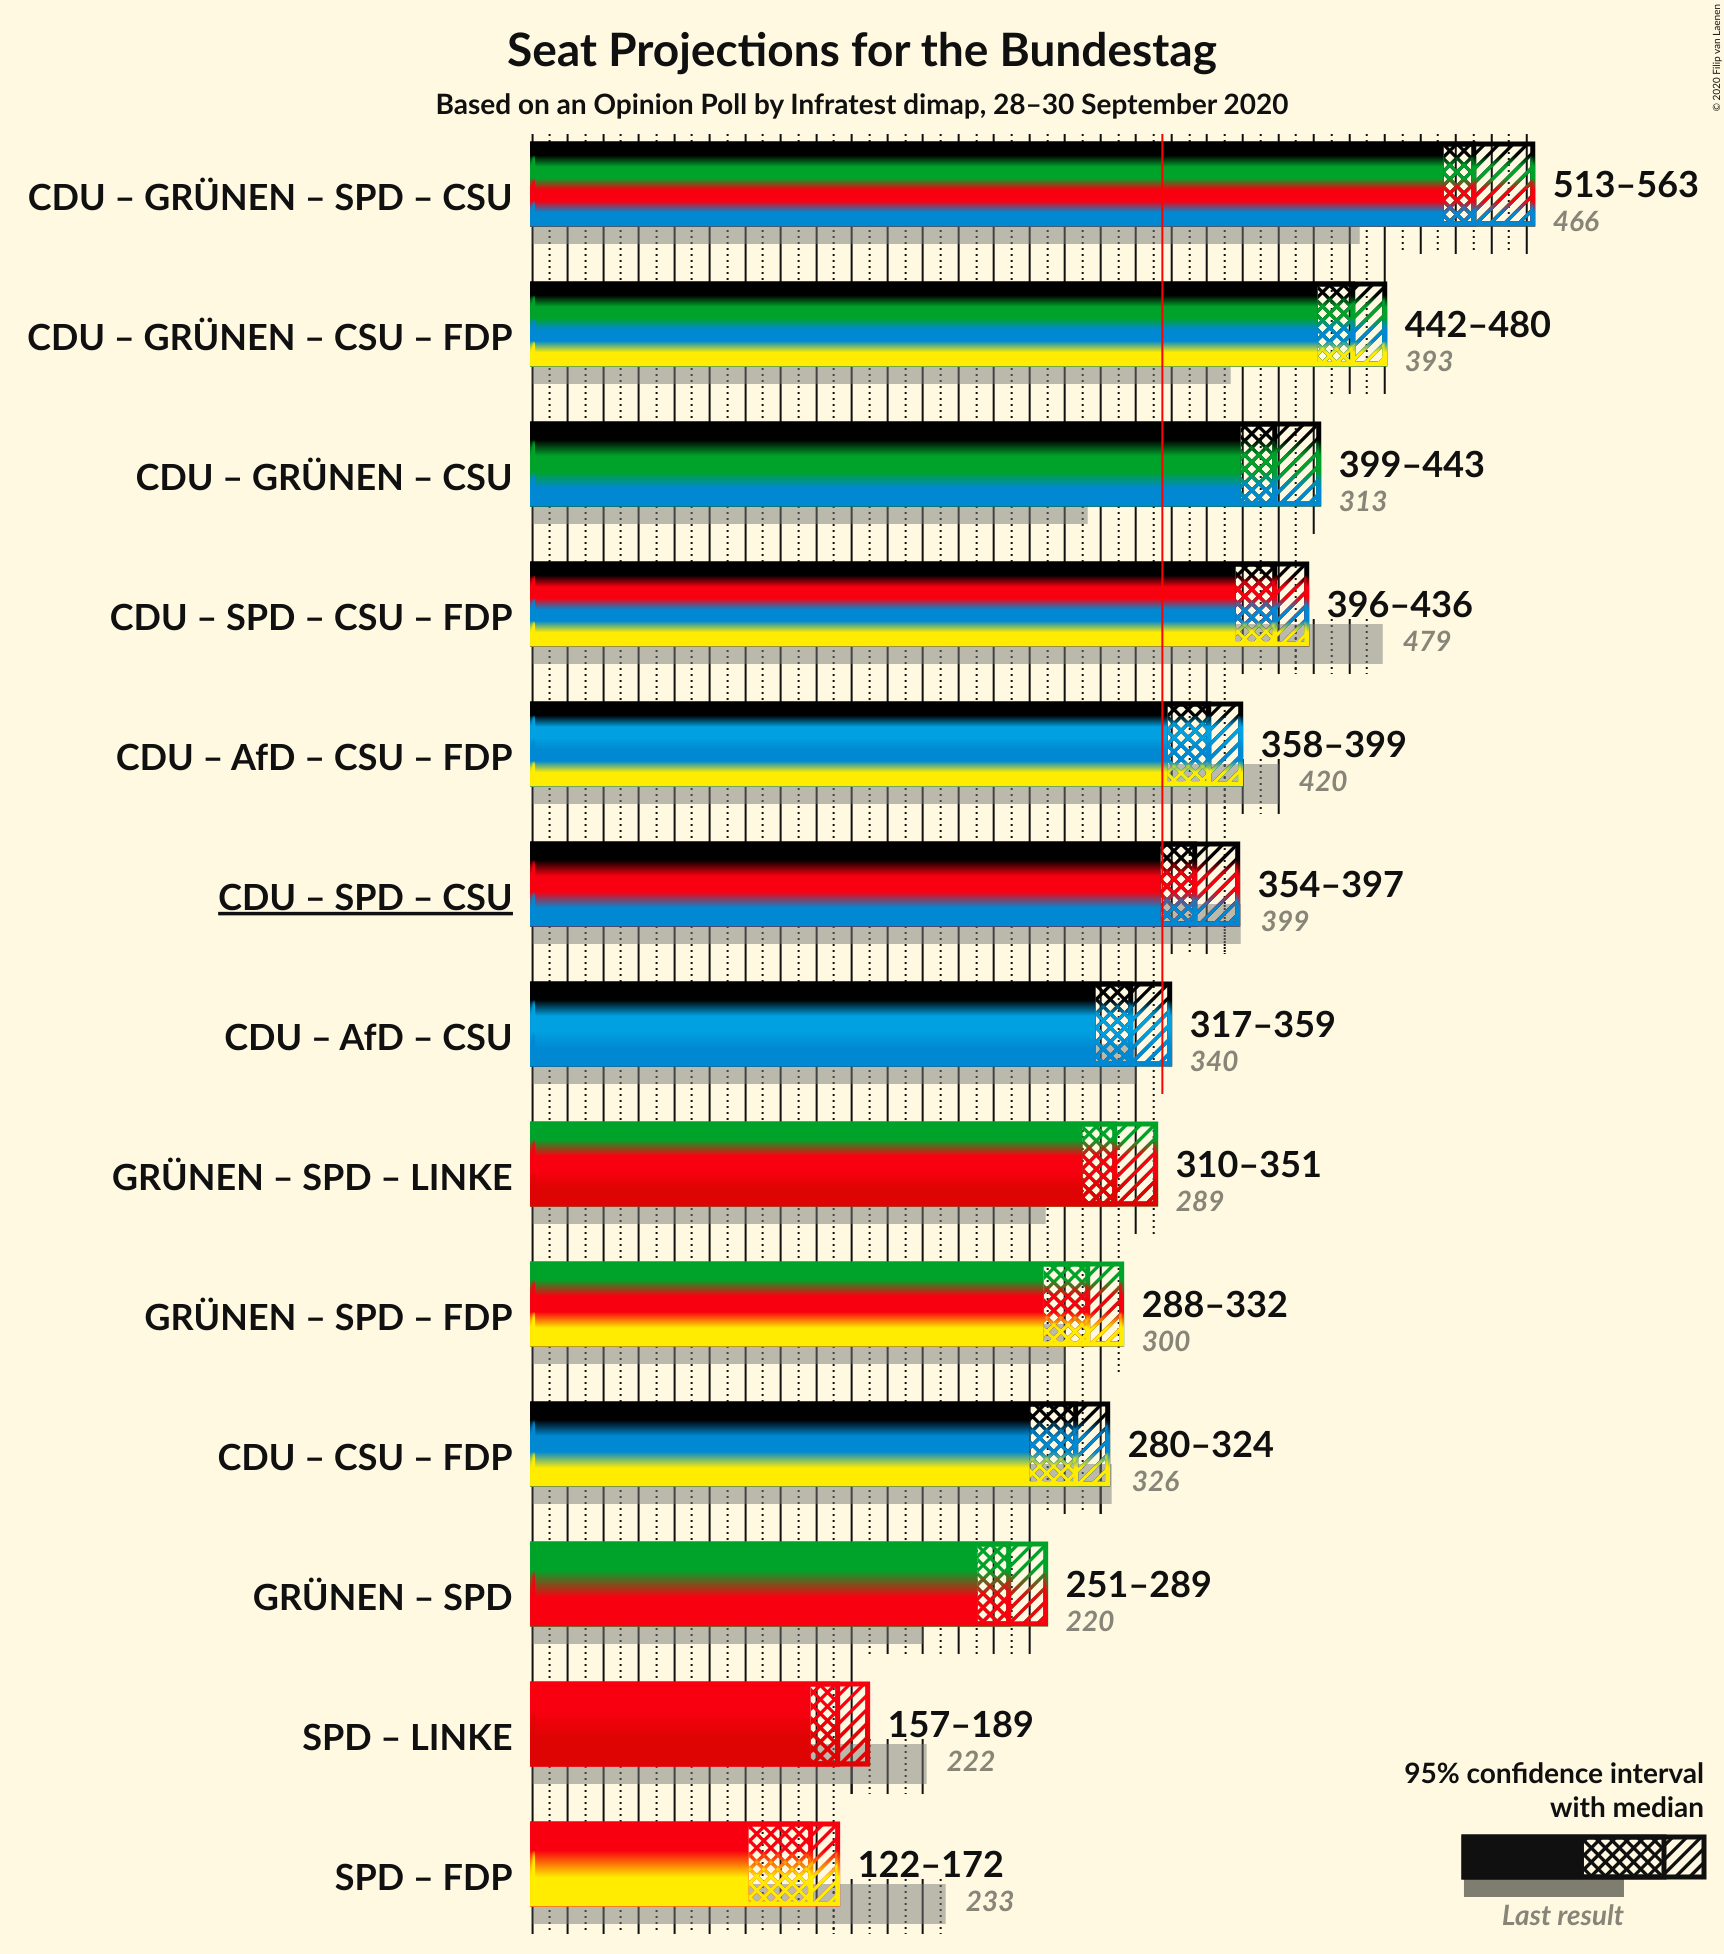 Seat Projections for the Bundestag
Based on an Opinion Poll by Infratest dimap, 28–30 September 2020
© 2020 Filip van Laenen
CDU – GRÜNEN – SPD – CSU
513–563
466
CDU – GRÜNEN – CSU – FDP
442–480
393
CDU – GRÜNEN – CSU
399–443
313
CDU – SPD – CSU – FDP
396–436
479
CDU – AfD – CSU – FDP
358–399
420
CDU – SPD – CSU
354–397
399
CDU – AfD – CSU
317–359
340
GRÜNEN – SPD – LINKE
310–351
289
GRÜNEN – SPD – FDP
288–332
300
CDU – CSU – FDP
280–324
326
GRÜNEN – SPD
251–289
220
SPD – LINKE
157–189
222
SPD – FDP
122–172
233
95% confidence interval
with median
Last result